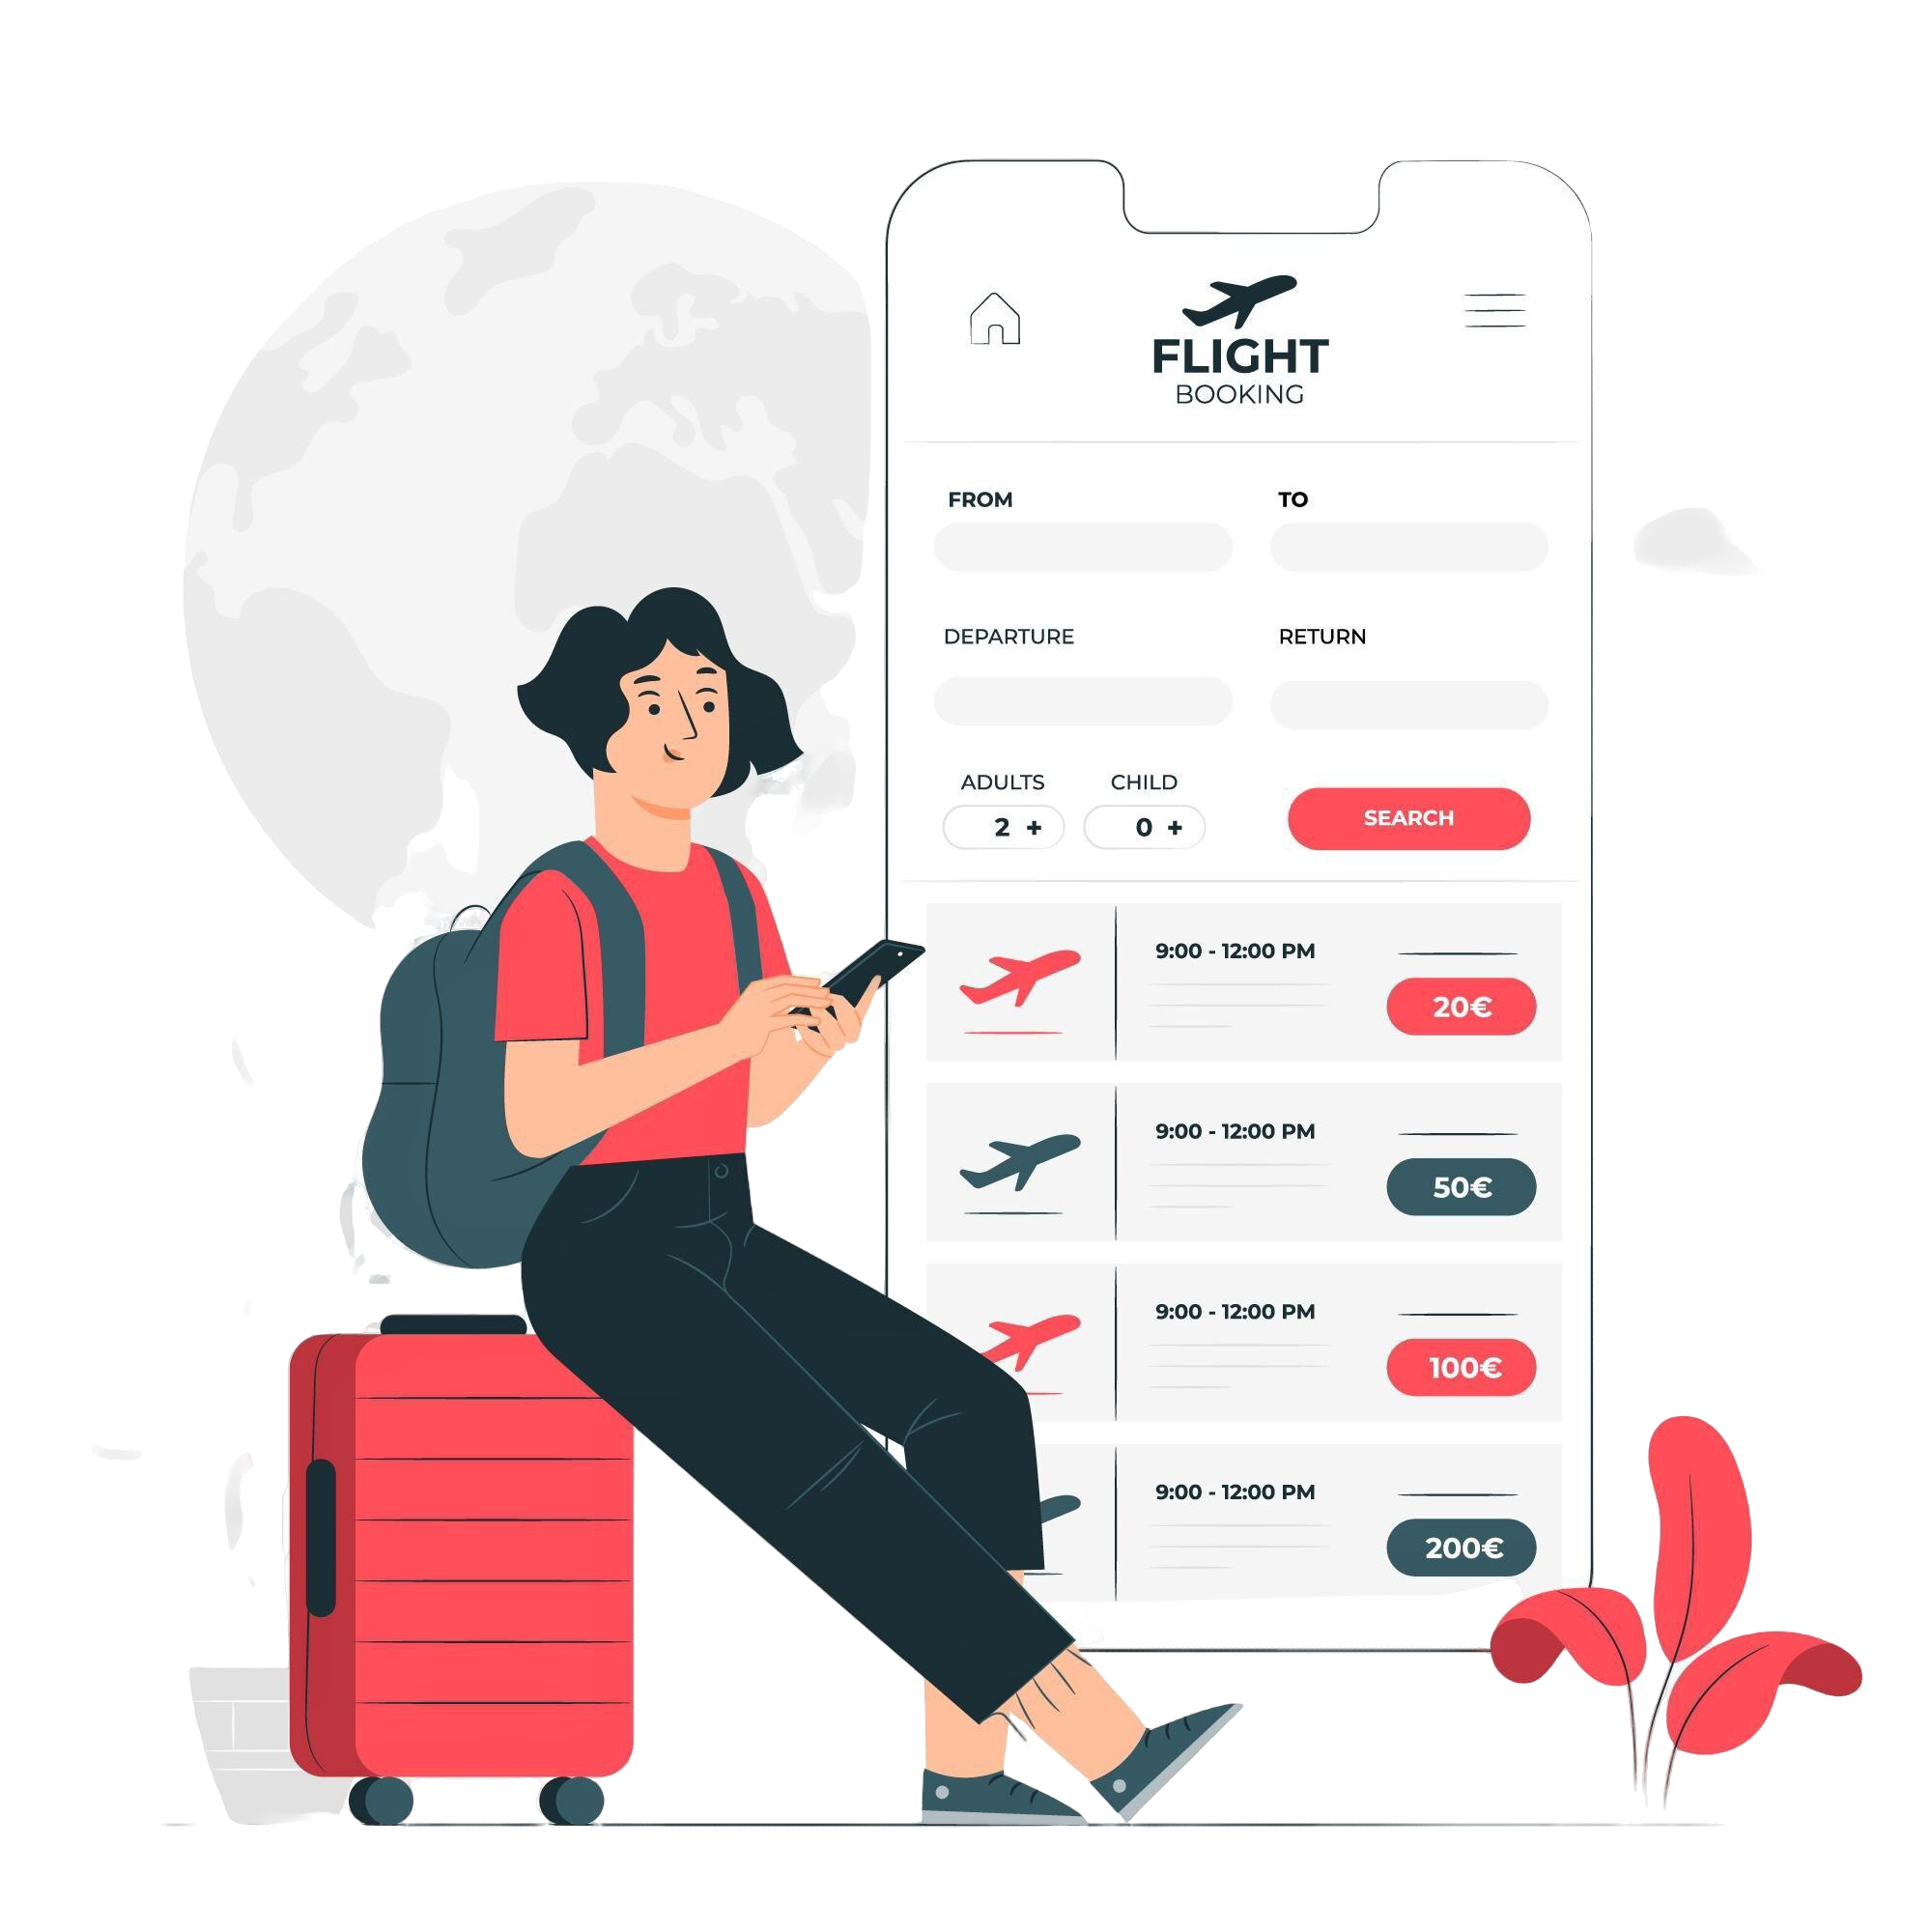 FLIGHT
BOOKING
FROM TO
DEPARTURE RETURN
ADULTS CHILD
2 + 0 + SEARCH
9:00 - 12:00 PM
20€
9:00 - 12:00 PM
50€
9:00 - 12:00 PM
100€
9:00 - 12:00 PM
200€